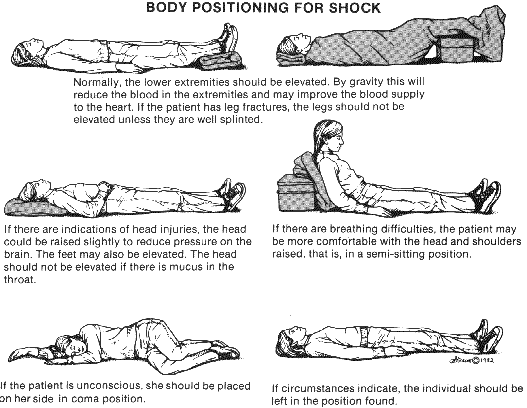 BODY POSITIONING FOR SHOCK
Normally, the lower extremities should be elevated. By gravity this will
reduce the blood in the extremities and may improve the blood supply
to the heart. If the patient has leg fractures, the legs should not be
elevated unless they are well splinted.
If there are indications of head injuries, the head
could be raised slightly to reduce pressure on the
brain. The feet may also be elevated. The head
should not be elevated if there is mucus in the
throat.
If there are breathing difficulties, the patient may
be more comfortable with the head and shoulders
raised, that is, in a semi-sitting position.
If the patient is unconscious, she should be placed
on her side in coma position.
©1982
If circumstances indicate, the individual should be
left in the position found.